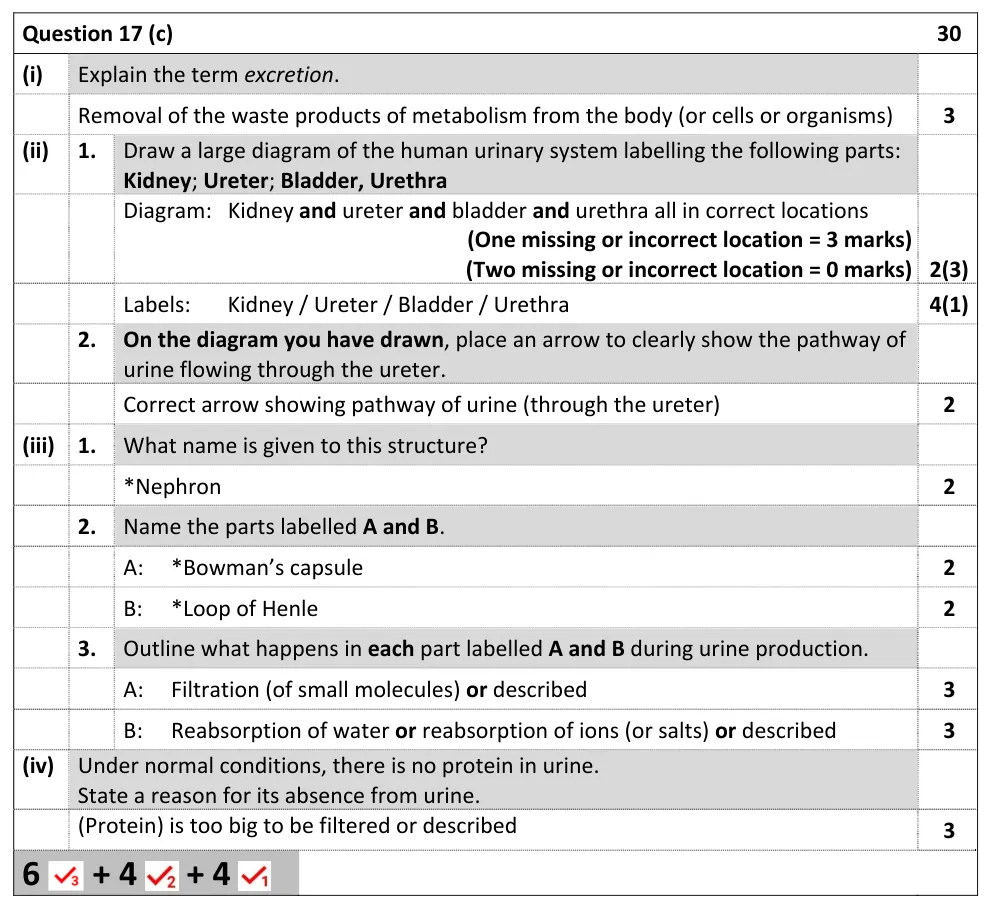 Question 17 (c) 30
(i) Explain the term excretion.
Removal of the waste products of metabolism from the body (or cells or organisms) 3
(ii) 1. Draw a large diagram of the human urinary system labelling the following parts:
Kidney; Ureter; Bladder, Urethra
Diagram: Kidney and ureter and bladder and urethra all in correct locations
(One missing or incorrect location = 3 marks)
(Two missing or incorrect location = 0 marks) 2(3)
Labels: Kidney / Ureter / Bladder / Urethra 4(1)
2. On the diagram you have drawn, place an arrow to clearly show the pathway of
urine flowing through the ureter.
Correct arrow showing pathway of urine (through the ureter) 2
(iii) 1. What name is given to this structure?
*Nephron 2
2. Name the parts labelled A and B.
A: *Bowman’s capsule 2
B: *Loop of Henle 2
3. Outline what happens in each part labelled A and B during urine production.
A: Filtration (of small molecules) or described 3
B: Reabsorption of water or reabsorption of ions (or salts) or described 3
(iv) Under normal conditions, there is no protein in urine.
State a reason for its absence from urine.
(Protein) is too big to be filtered or described 3
6 ✓3 + 4 ✓2 + 4 ✓1